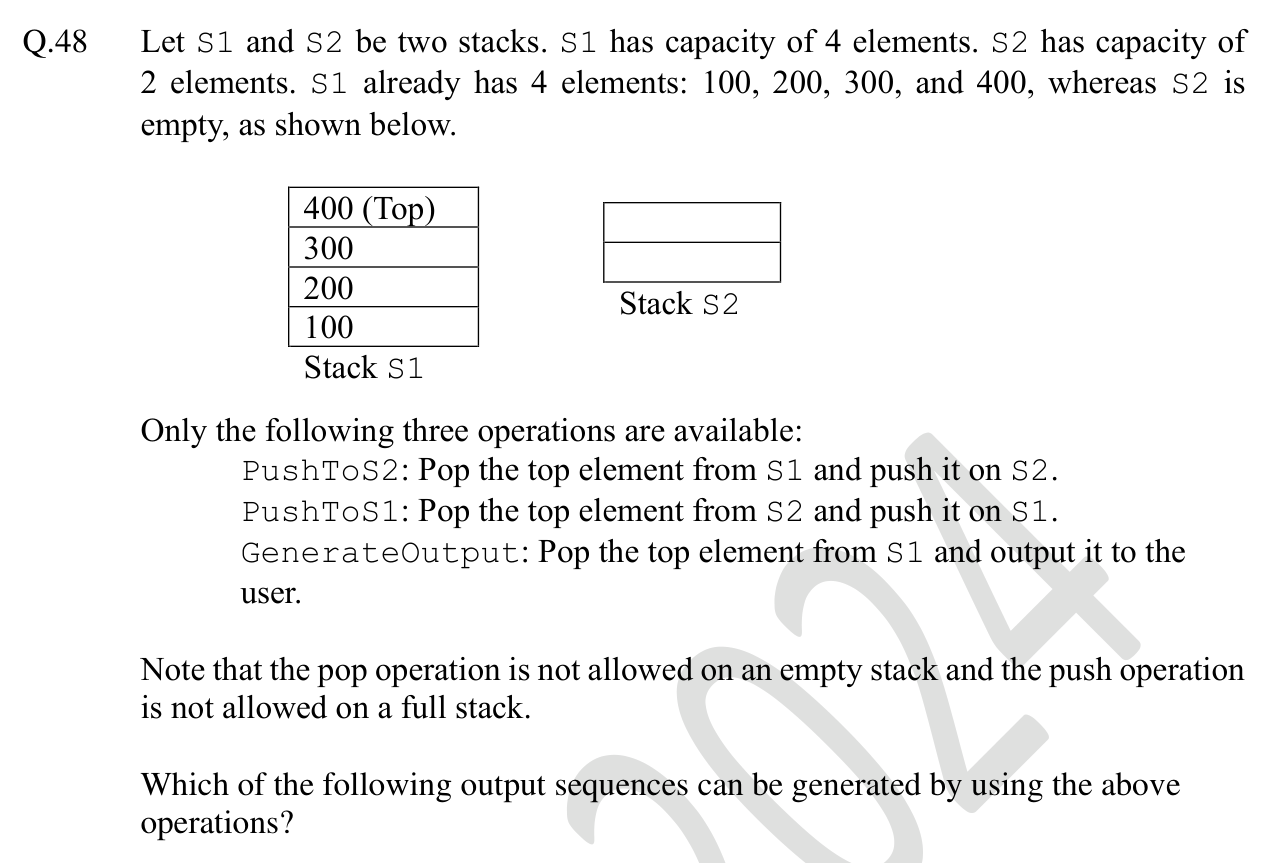 Q.48 Let S1 and S2 be two stacks. S1 has capacity of 4 elements. S2 has capacity of
2 elements. S1 already has 4 elements: 100, 200, 300, and 400, whereas S2 is
empty, as shown below.
400 (Top)
300
200
100
Stack S1
Stack S2
Only the following three operations are available:
PushToS2: Pop the top element from S1 and push it on S2.
PushToS1: Pop the top element from S2 and push it on S1.
GenerateOutput: Pop the top element from S1 and output it to the
user.
Note that the pop operation is not allowed on an empty stack and the push operation
is not allowed on a full stack.
Which of the following output sequences can be generated by using the above
operations?
2024